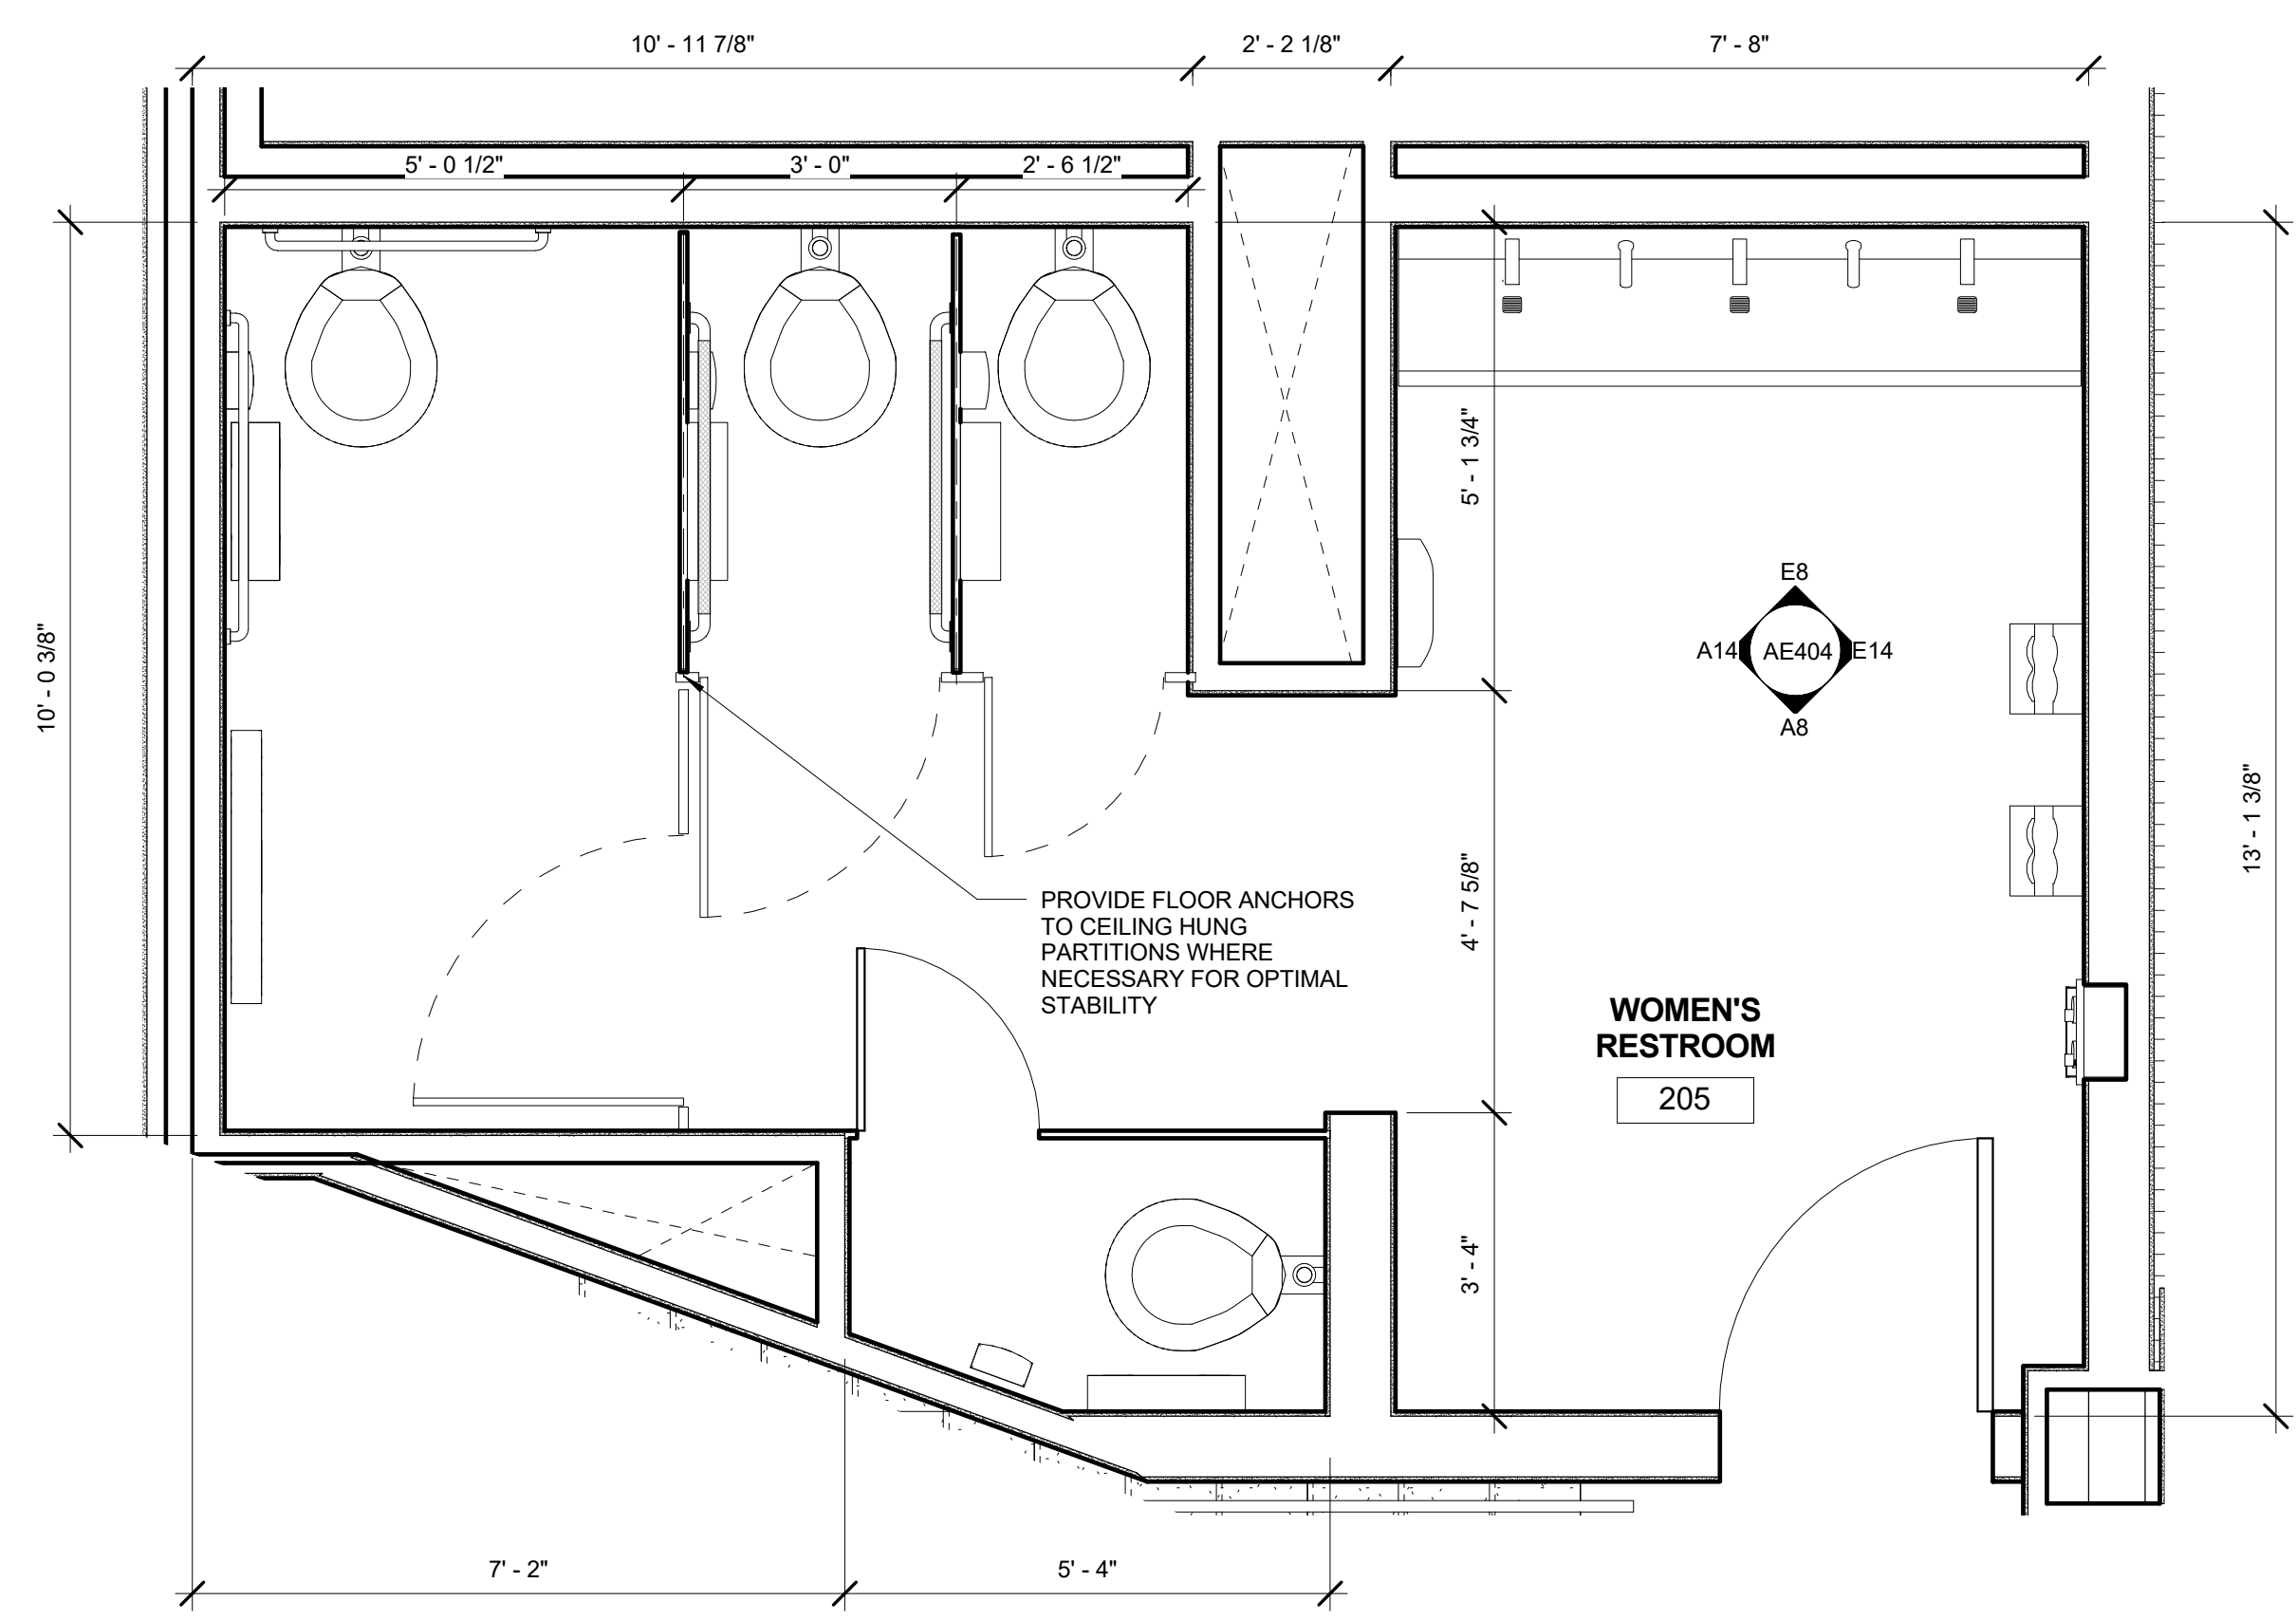 10' - 11 7/8"
2' - 2 1/8"
7' - 8"
5' - 0 1/2"
3' - 0"
2' - 6 1/2"
5' - 1 3/4"
E8
A14
AE404
E14
A8
10' - 0 3/8"
13' - 1 3/8"
4' - 7 5/8"
PROVIDE FLOOR ANCHORS
TO CEILING HUNG
PARTITIONS WHERE
NECESSARY FOR OPTIMAL
STABILITY
WOMEN'S
RESTROOM
205
3' - 4"
7' - 2"
5' - 4"